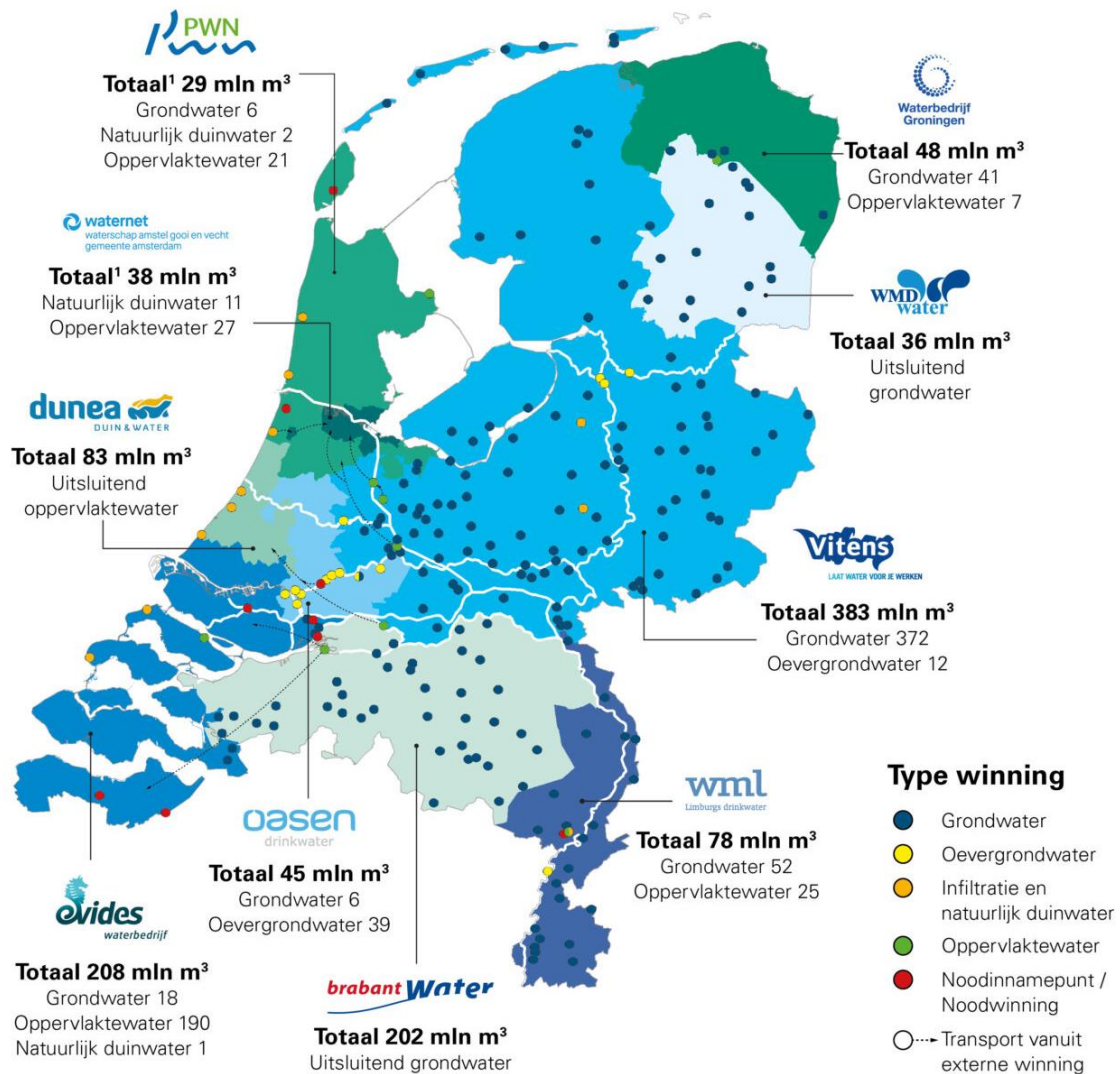 PWN
Totaal¹ 29 mln m³
Grondwater 6
Natuurlijk duinwater 2
Oppervlaktewater 21
waternet
waterschap amstel gooi en vecht
gemeente amsterdam
Totaal¹ 38 mln m³
Natuurlijk duinwater 11
Oppervlaktewater 27
dunea
DUIN & WATER
Totaal 83 mln m³
Uitsluitend
oppervlaktewater
Waterbedrijf
Groningen
Totaal 48 mln m³
Grondwater 41
Oppervlaktewater 7
WMD
water
Totaal 36 mln m³
Uitsluitend
grondwater
Vitens
LAAT WATER VOOR JE WERKEN
Totaal 383 mln m³
Grondwater 372
Oevergrondwater 12
wml
Limburgs drinkwater
Totaal 78 mln m³
Grondwater 52
Oppervlaktewater 25
oasen
drinkwater
Totaal 45 mln m³
Grondwater 6
Oevergrondwater 39
evides
waterbedrijf
Totaal 208 mln m³
Grondwater 18
Oppervlaktewater 190
Natuurlijk duinwater 1
brabant Water
Totaal 202 mln m³
Uitsluitend grondwater
Type winning
Grondwater
Oevergrondwater
Infiltratie en
natuurlijk duinwater
Oppervlaktewater
Noodinnamepunt /
Noodwinning
Transport vanuit
externe winning